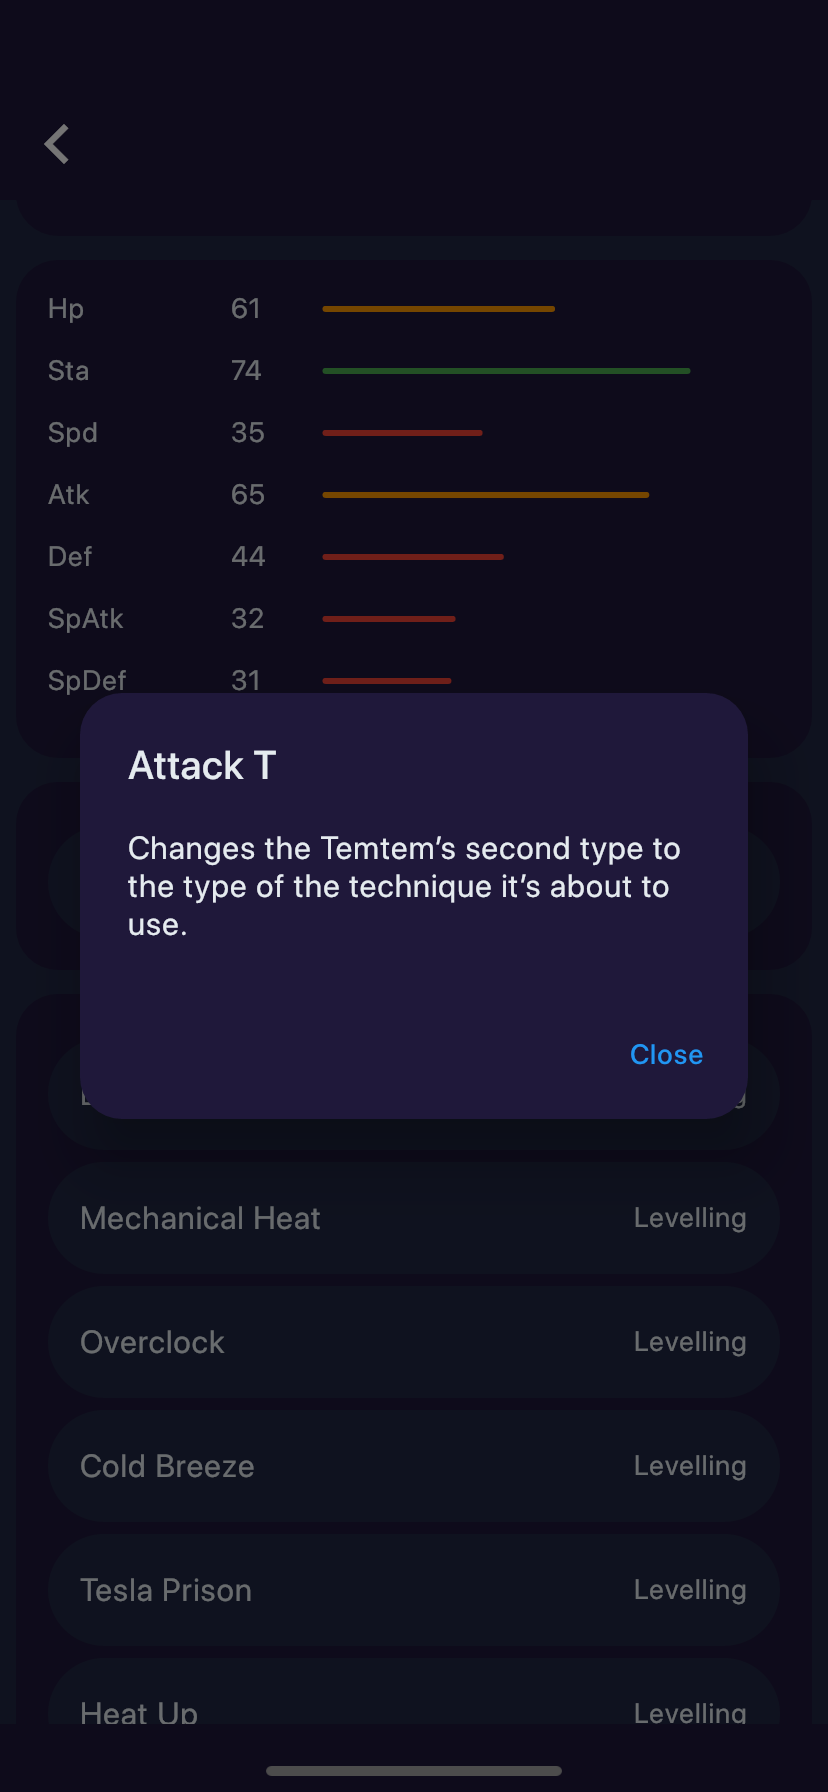 Hp 61
Sta 74
Spd 35
Atk 65
Def 44
SpAtk 32
SpDef 31
Attack T
Changes the Temtem’s second type to
the type of the technique it’s about to
use.
Close
Mechanical Heat Levelling
Overclock Levelling
Cold Breeze Levelling
Tesla Prison Levelling
Heat Up Levelling